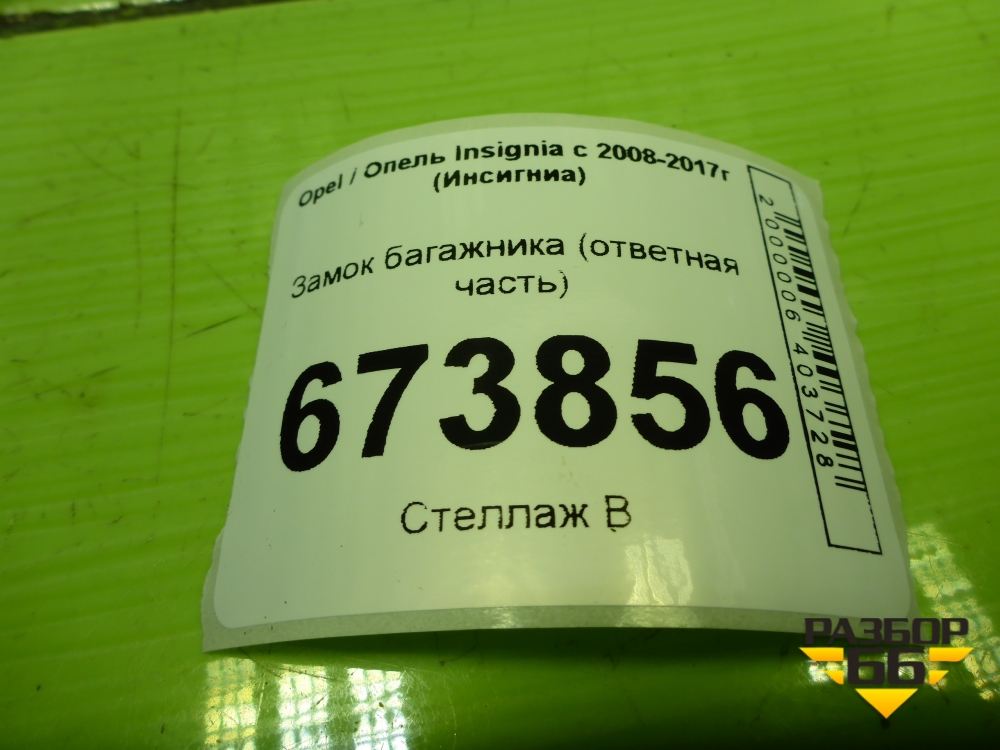 Opel / Опель Insignia с 2008-2017г
(Инсигниа)
Замок багажника (ответная
часть)
673856
Стеллаж В
2000006403728
РАЗБОР
66